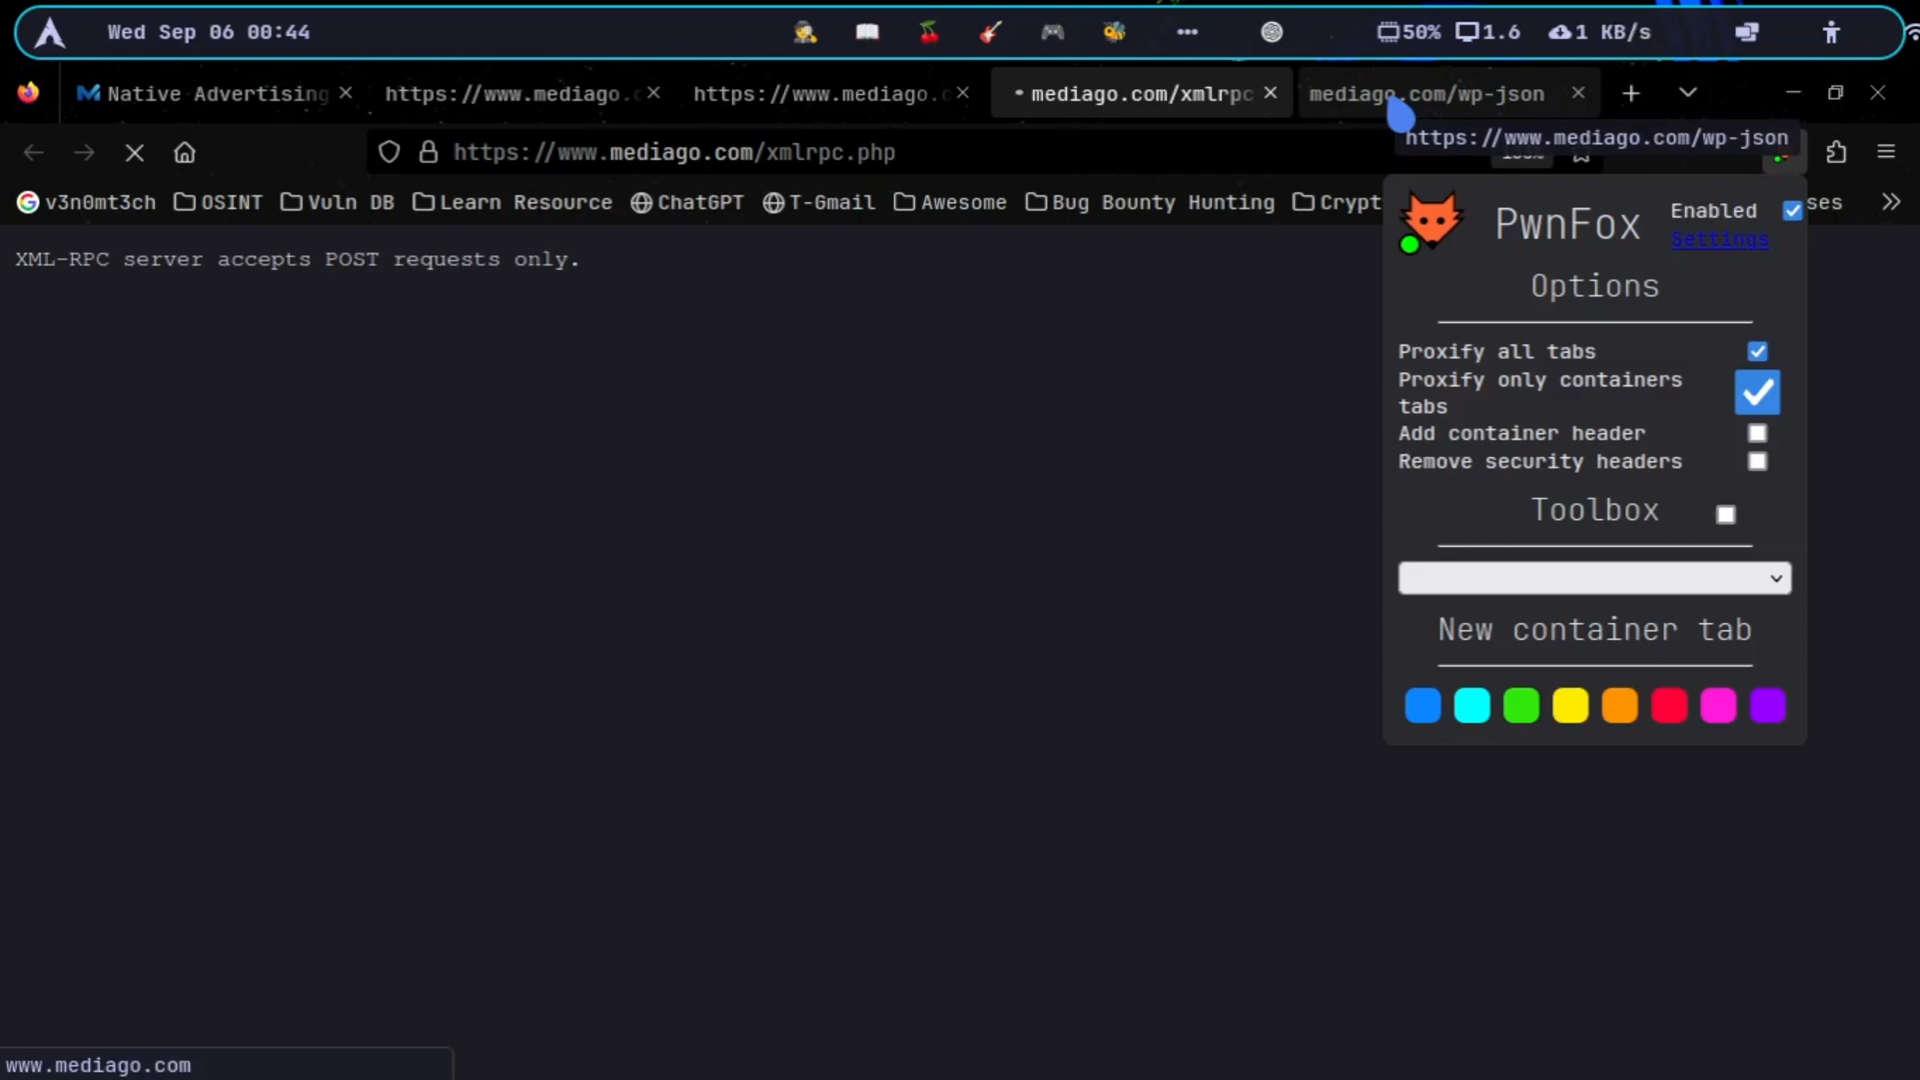 Wed Sep 06 00:44
50% 1.6 1 KB/s
Native Advertising
https://www.mediago.c
https://www.mediago.c
mediago.com/xmlrpc
mediago.com/wp-json
https://www.mediago.com/xmlrpc.php
https://www.mediago.com/wp-json
v3n0mt3ch OSINT Vuln DB Learn Resource ChatGPT T-Gmail Awesome Bug Bounty Hunting Crypt ses
XML-RPC server accepts POST requests only.
PwnFox
Enabled
Settings
Options
Proxify all tabs
Proxify only containers
tabs
Add container header
Remove security headers
Toolbox
New container tab
www.mediago.com